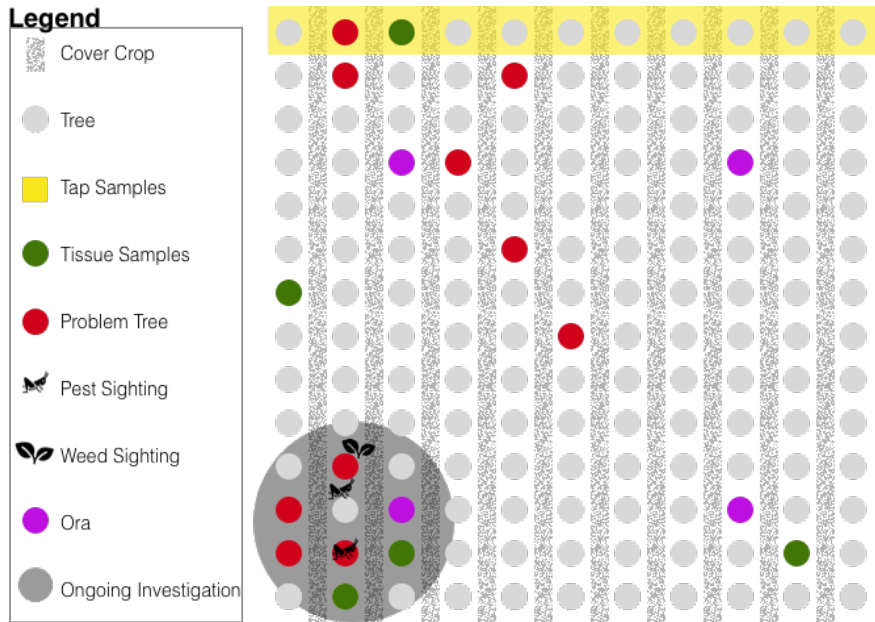 Legend
Cover Crop
Tree
Tap Samples
Tissue Samples
Problem Tree
Pest Sighting
Weed Sighting
Ora
Ongoing Investigation